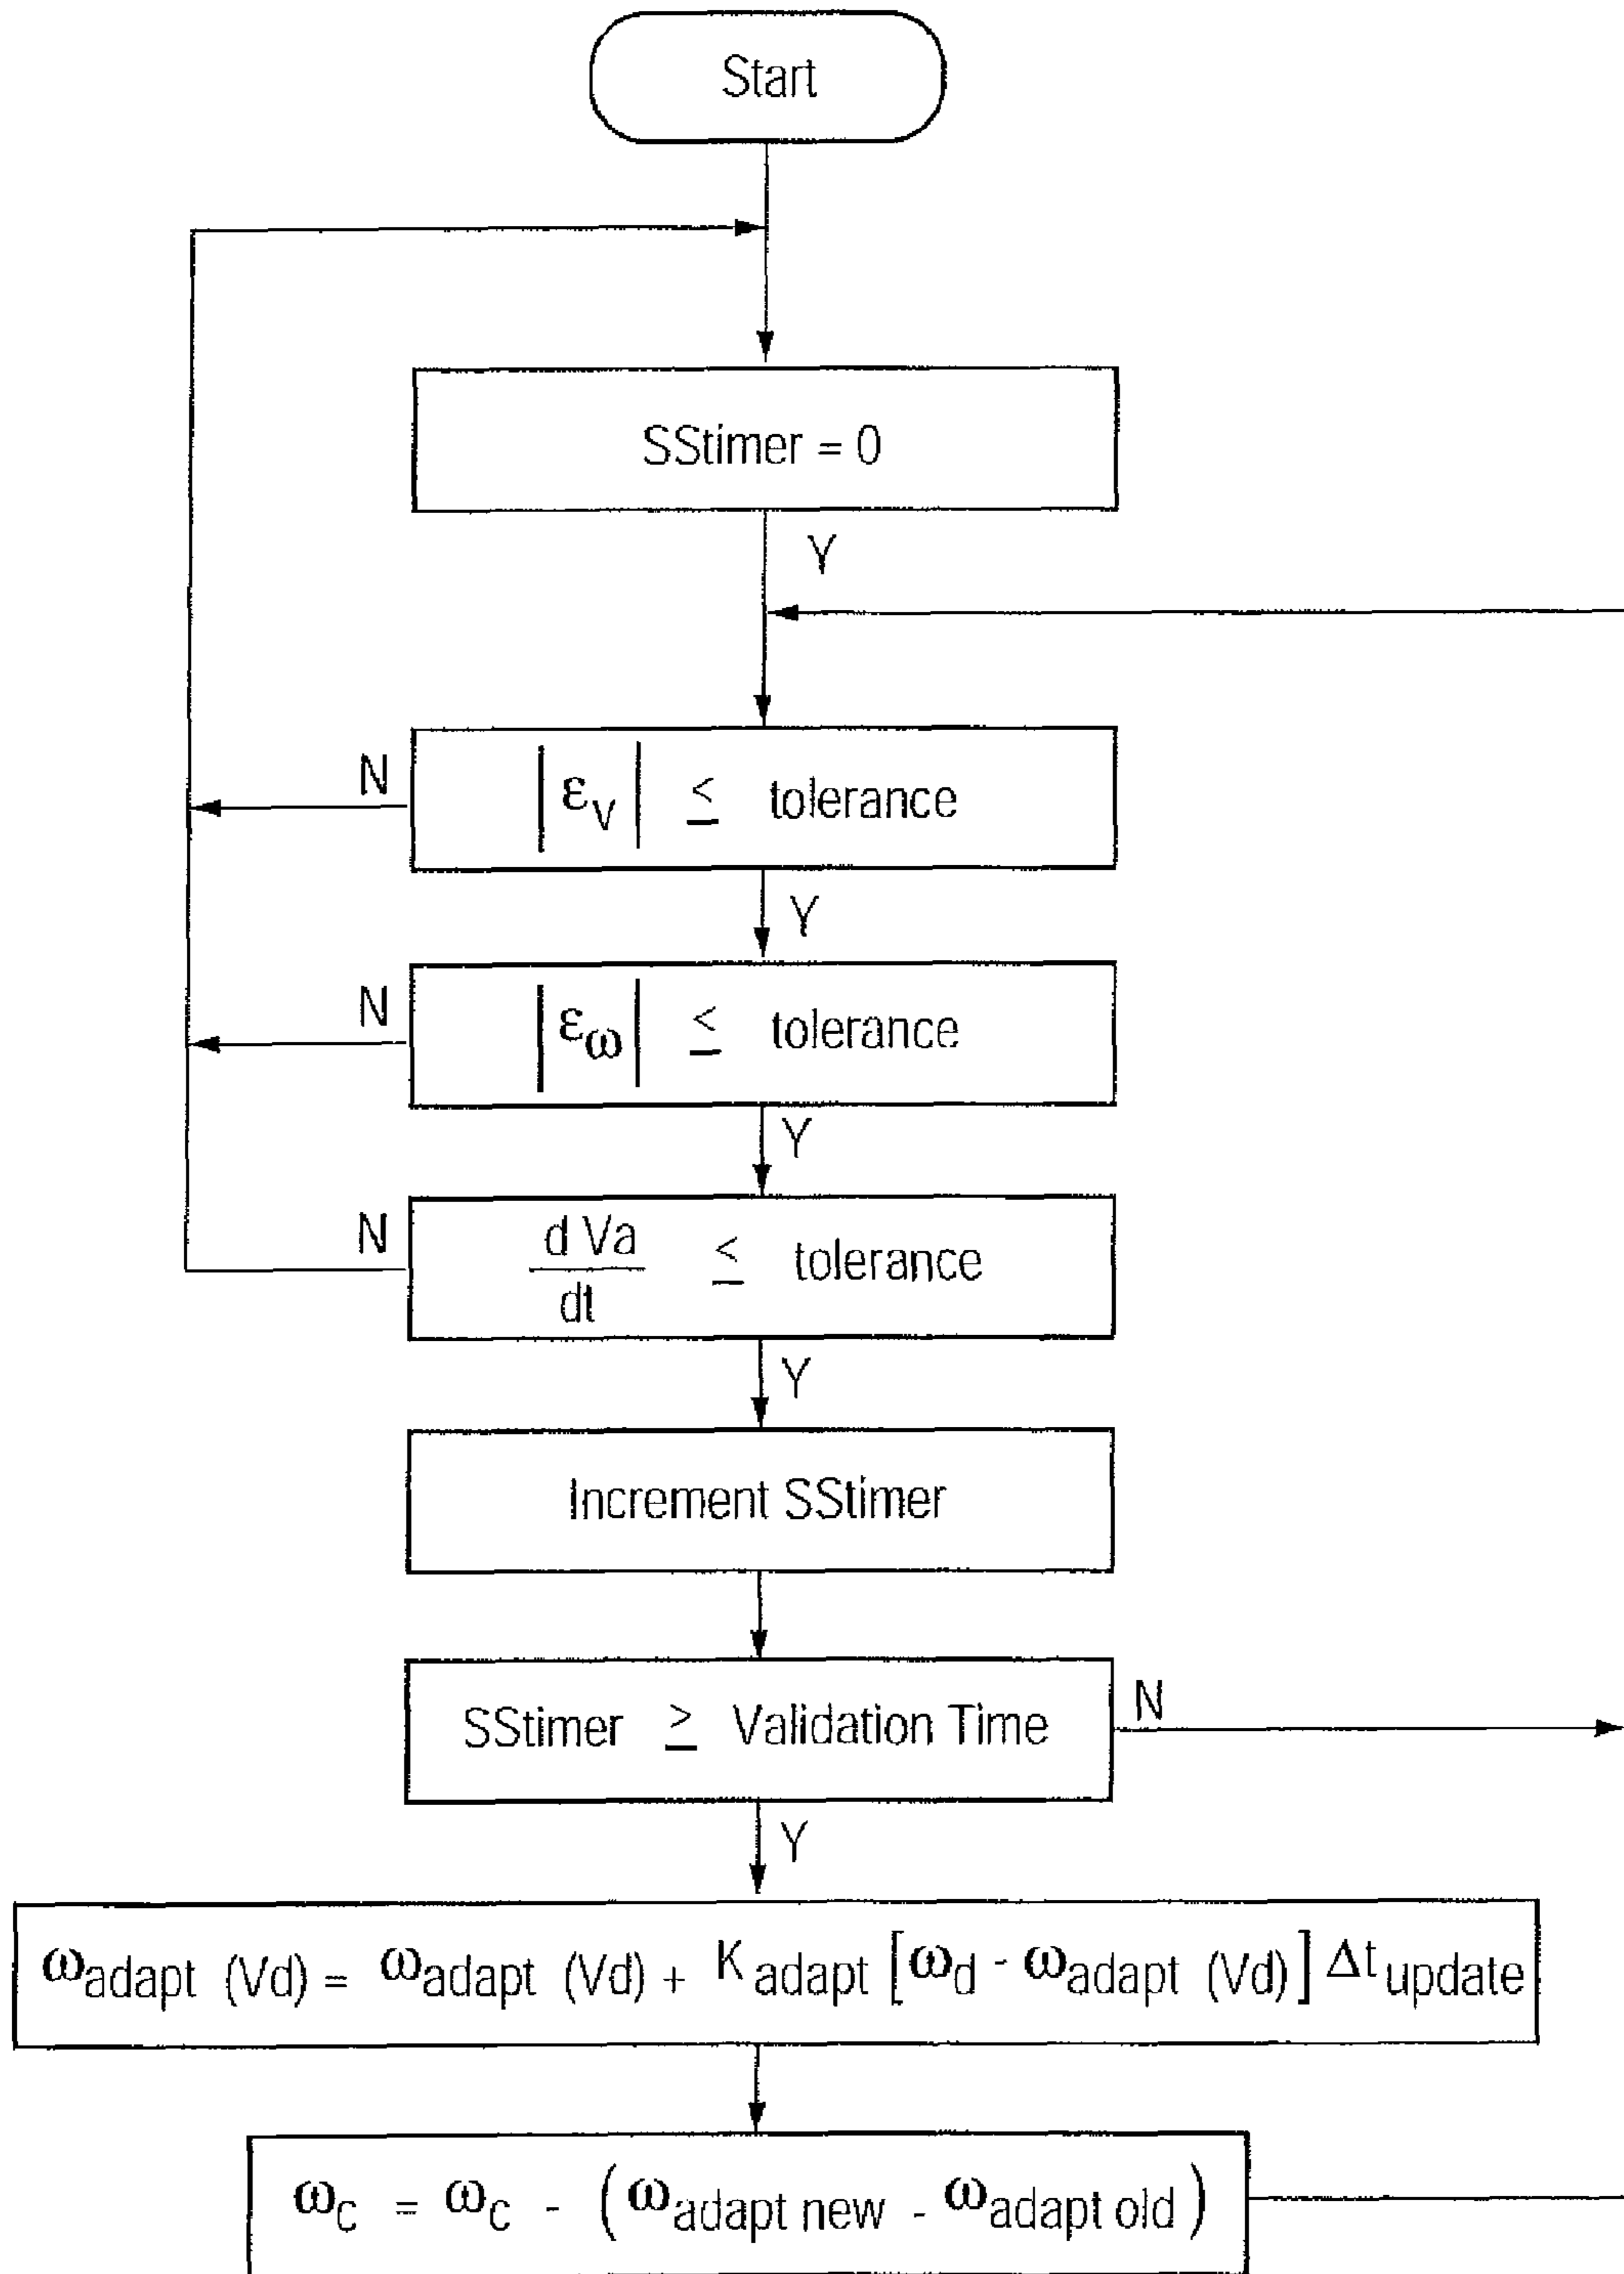 Start
SStimer = 0
Y
N
|εv| ≤ tolerance
Y
N
|εω| ≤ tolerance
Y
N
d Va
dt
≤ tolerance
Y
Increment SStimer
SStimer ≥ Validation Time
N
Y
ωadapt (Vd) = ωadapt (Vd) + Kadapt [ωd - ωadapt (Vd)] Δtupdate
ωc = ωc - (ωadapt new - ωadapt old)